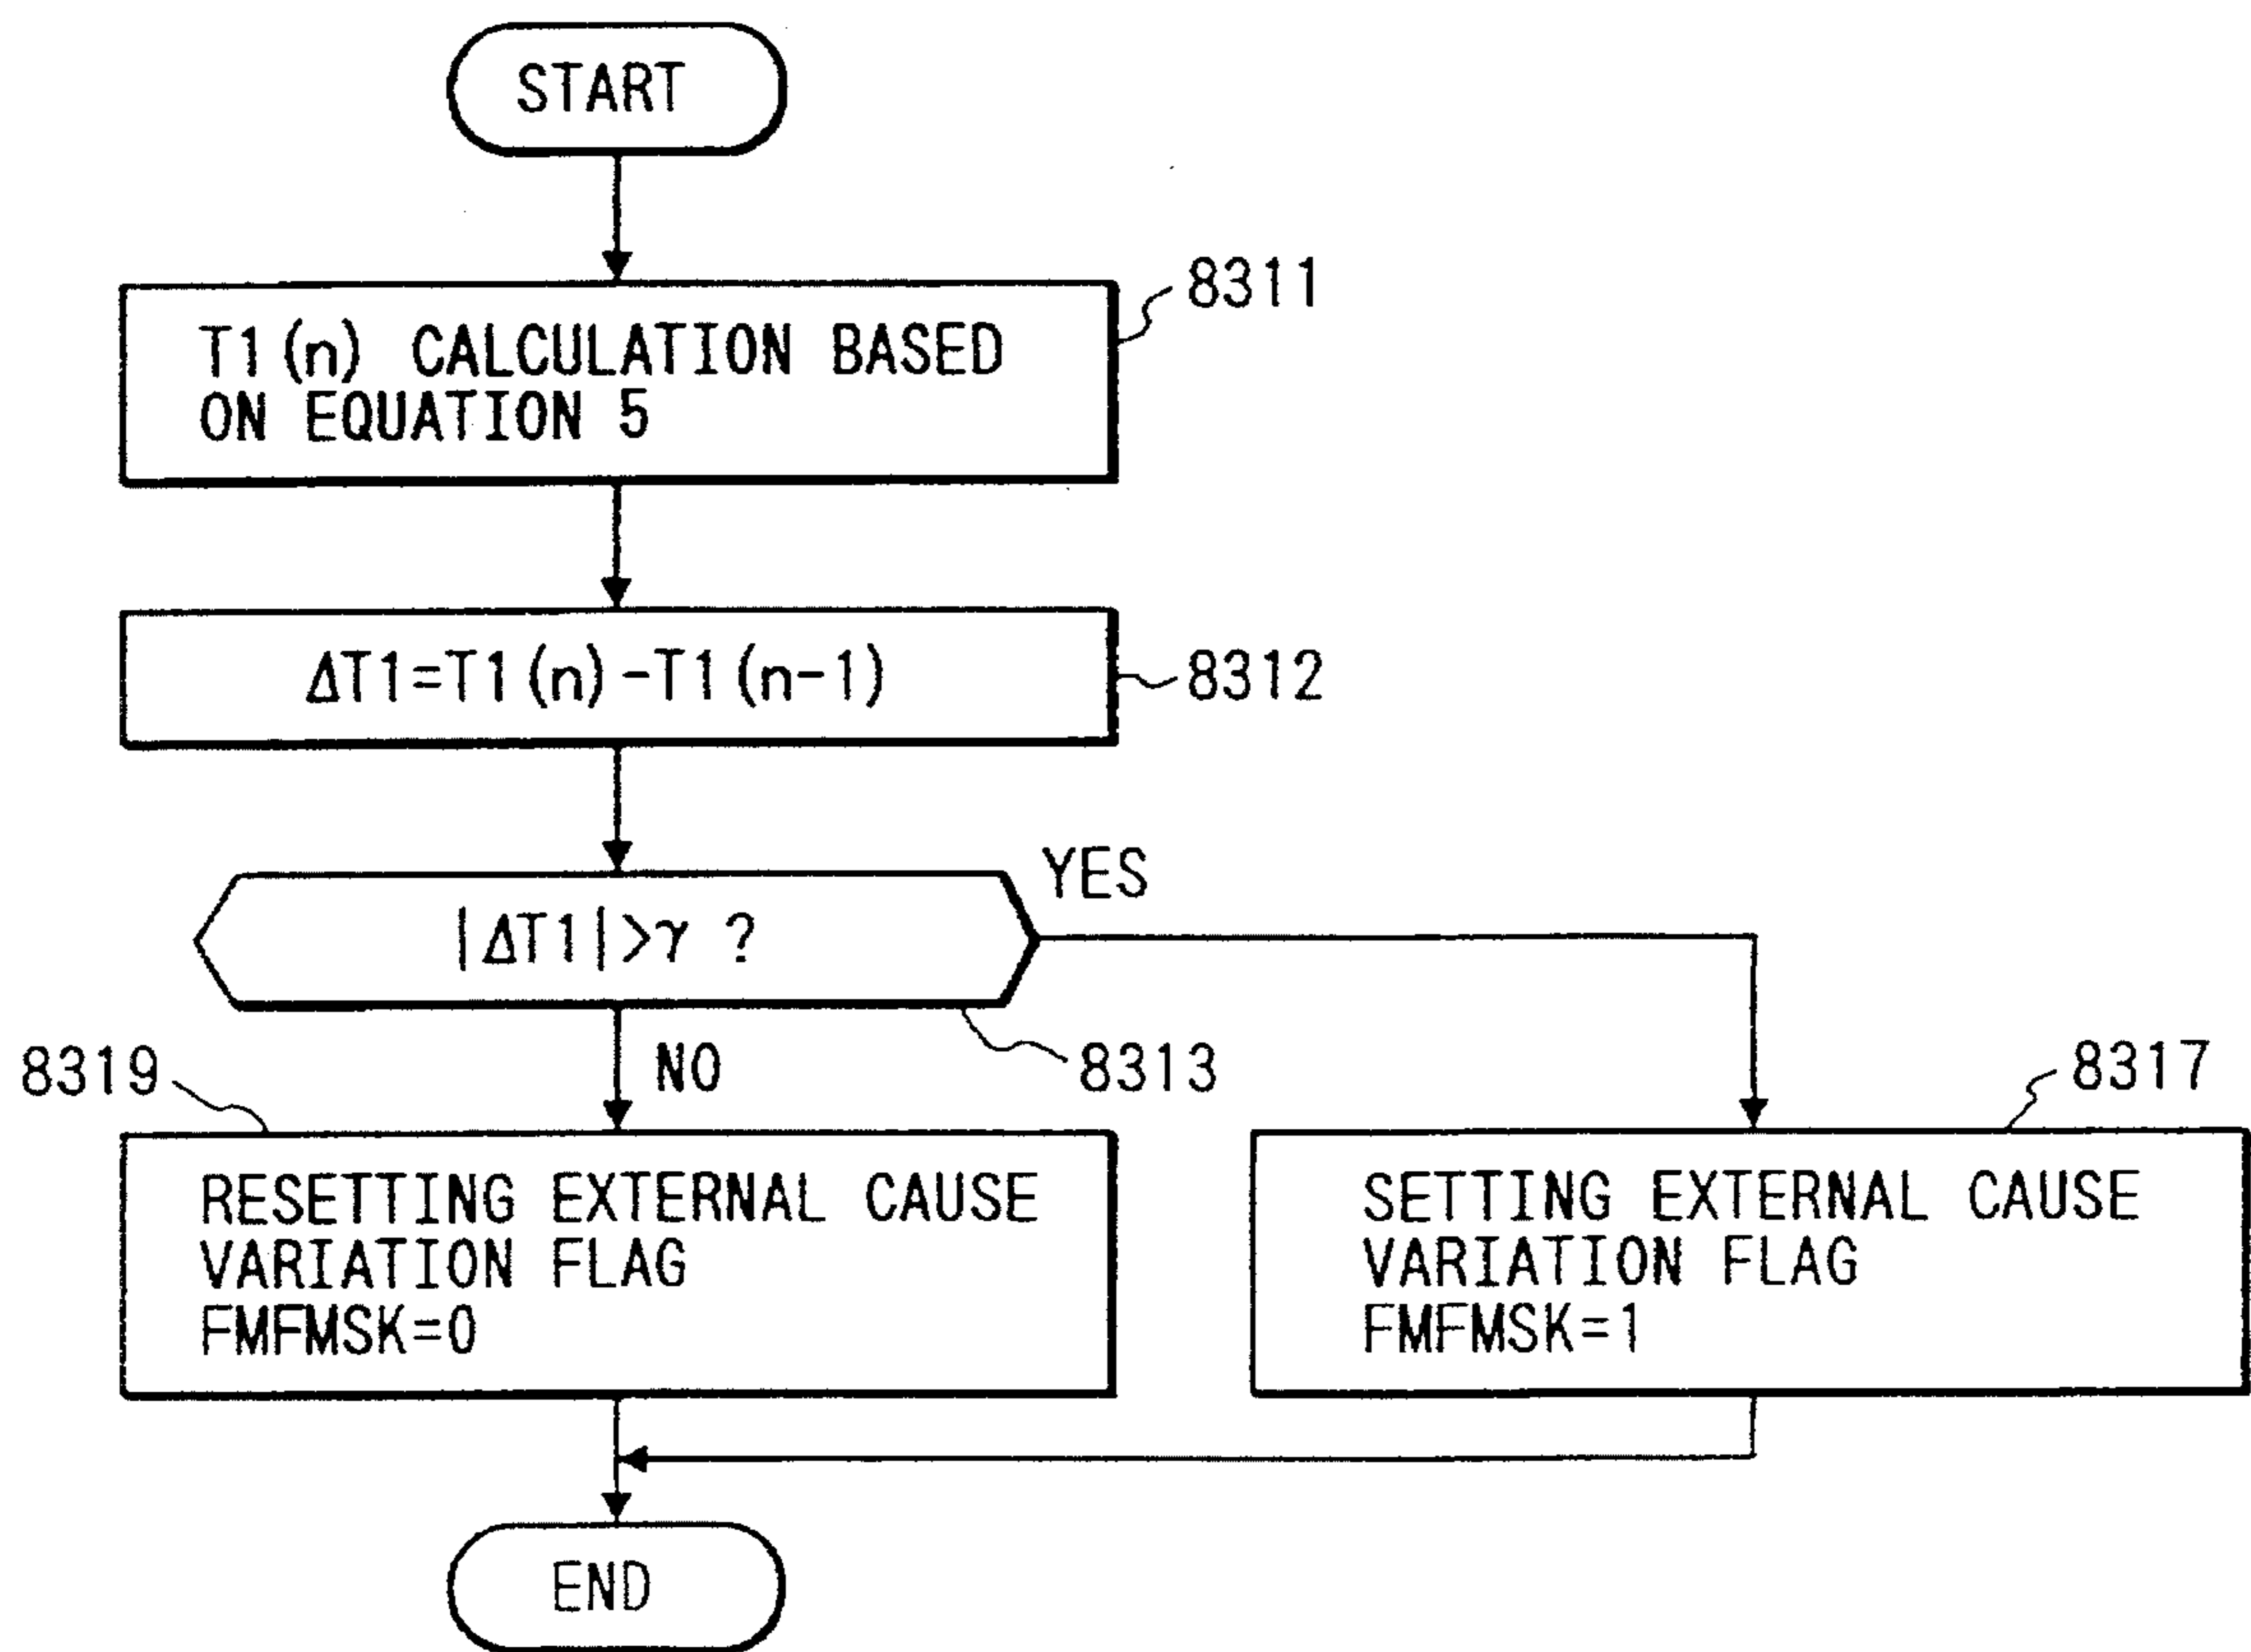 START
8311
T1(n) CALCULATION BASED
ON EQUATION 5
ΔT1=T1(n)-T1(n-1)
8312
YES
|ΔT1|>γ ?
8313
NO
8319
8317
RESETTING EXTERNAL CAUSE
VARIATION FLAG
FMFMSK=0
SETTING EXTERNAL CAUSE
VARIATION FLAG
FMFMSK=1
END